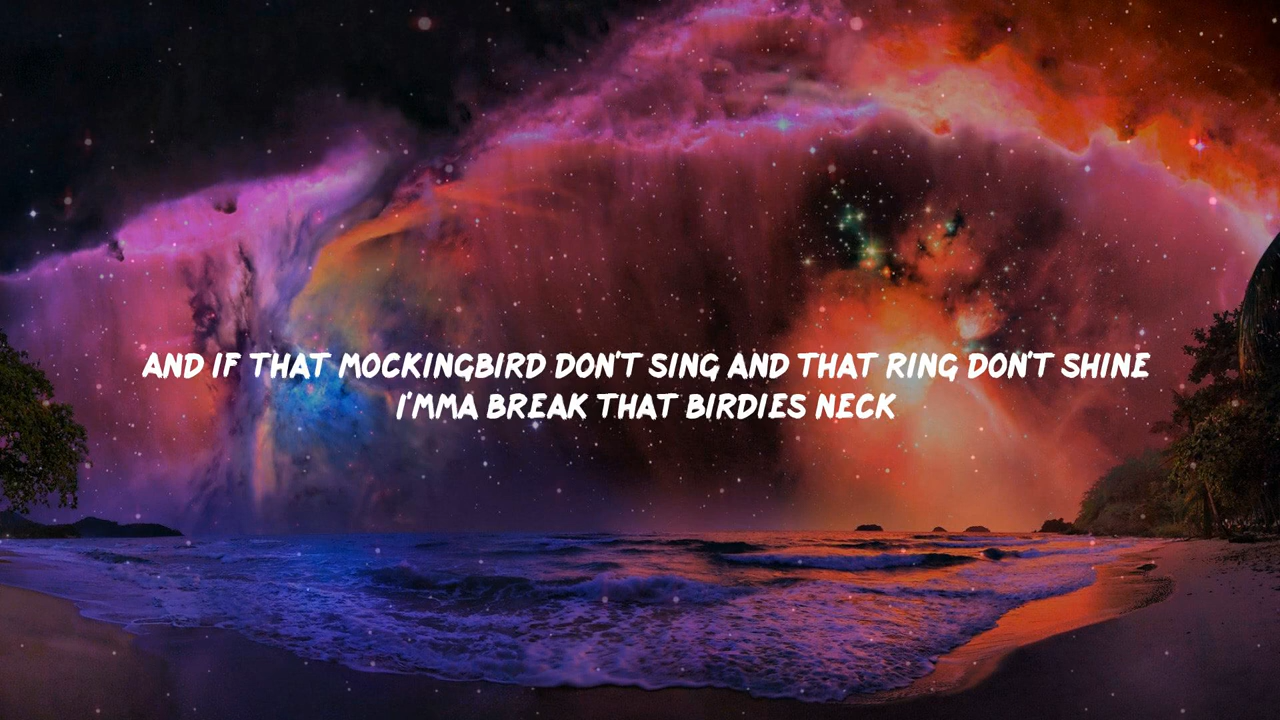 AND IF THAT MOCKINGBIRD DON'T SING AND THAT RING DON'T SHINE
I'MMA BREAK THAT BIRDIES NECK